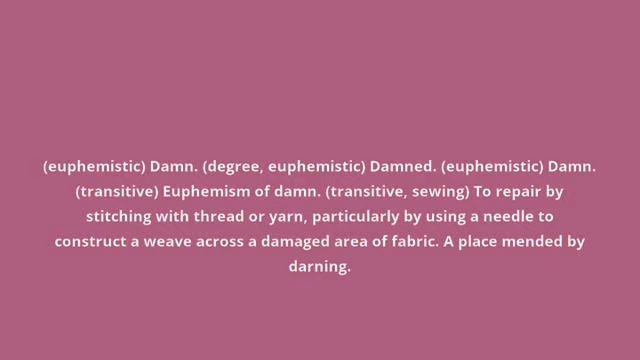 (euphemistic) Damn. (degree, euphemistic) Damned. (euphemistic) Damn.
(transitive) Euphemism of damn. (transitive, sewing) To repair by
stitching with thread or yarn, particularly by using a needle to
construct a weave across a damaged area of fabric. A place mended by
darning.